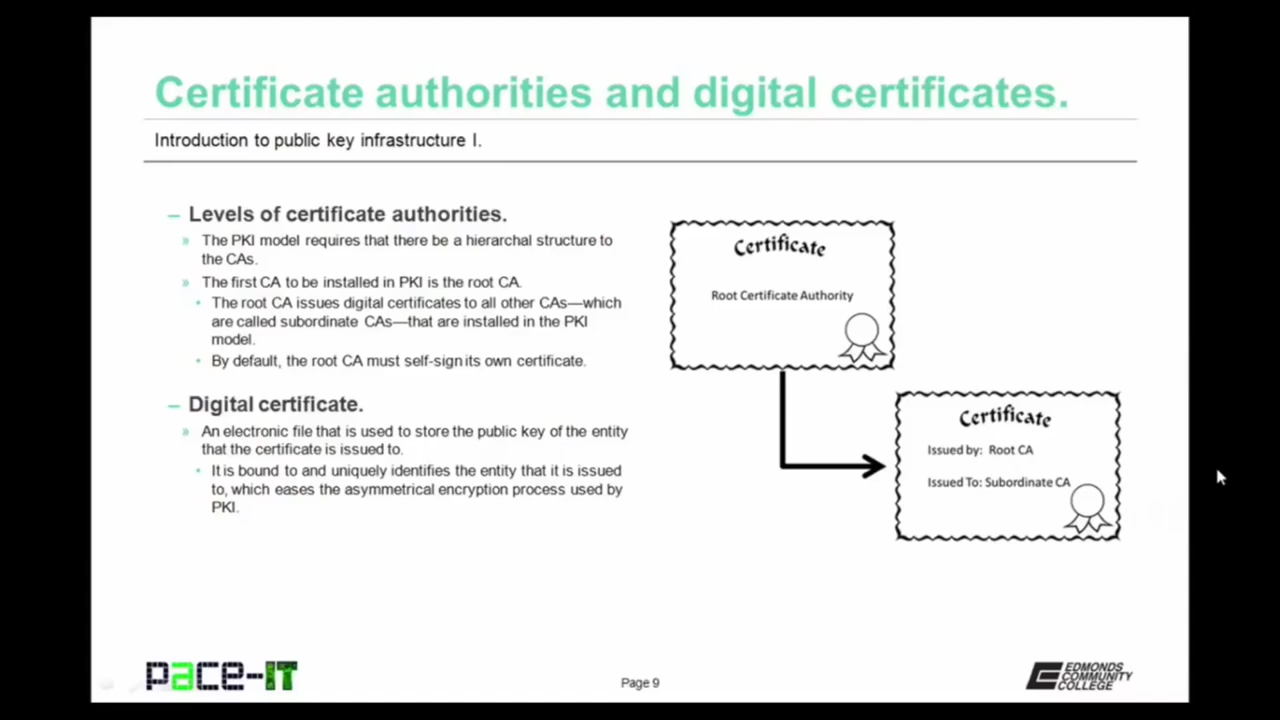 Certificate authorities and digital certificates.
Introduction to public key infrastructure I.
– Levels of certificate authorities.
» The PKI model requires that there be a hierarchal structure to
the CAs.
» The first CA to be installed in PKI is the root CA.
• The root CA issues digital certificates to all other CAs—which
are called subordinate CAs—that are installed in the PKI
model.
• By default, the root CA must self-sign its own certificate.
– Digital certificate.
» An electronic file that is used to store the public key of the entity
that the certificate is issued to.
• It is bound to and uniquely identifies the entity that it is issued
to, which eases the asymmetrical encryption process used by
PKI.
Certificate
Root Certificate Authority
Certificate
Issued by: Root CA
Issued To: Subordinate CA
pace-IT
Page 9
EDMONDS
COMMUNITY
COLLEGE